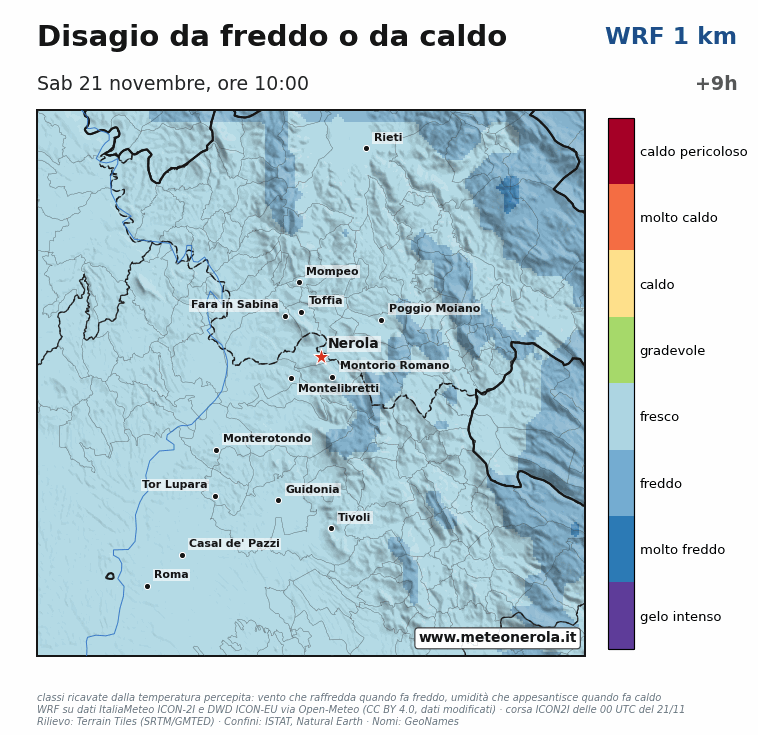 Disagio da freddo o da caldo
WRF 1 km
Sab 21 novembre, ore 10:00
+9h
Rieti
Mompeo
Fara in Sabina
Toffia
Poggio Moiano
Nerola
Montorio Romano
Montelibretti
Monterotondo
Tor Lupara
Guidonia
Tivoli
Casal de' Pazzi
Roma
www.meteonerola.it
caldo pericoloso
molto caldo
caldo
gradevole
fresco
freddo
molto freddo
gelo intenso
classi ricavate dalla temperatura percepita: vento che raffredda quando fa freddo, umidità che appesantisce quando fa caldo
WRF su dati ItaliaMeteo ICON-2I e DWD ICON-EU via Open-Meteo (CC BY 4.0, dati modificati) · corsa ICON2I delle 00 UTC del 21/11
Rilievo: Terrain Tiles (SRTM/GMTED) · Confini: ISTAT, Natural Earth · Nomi: GeoNames